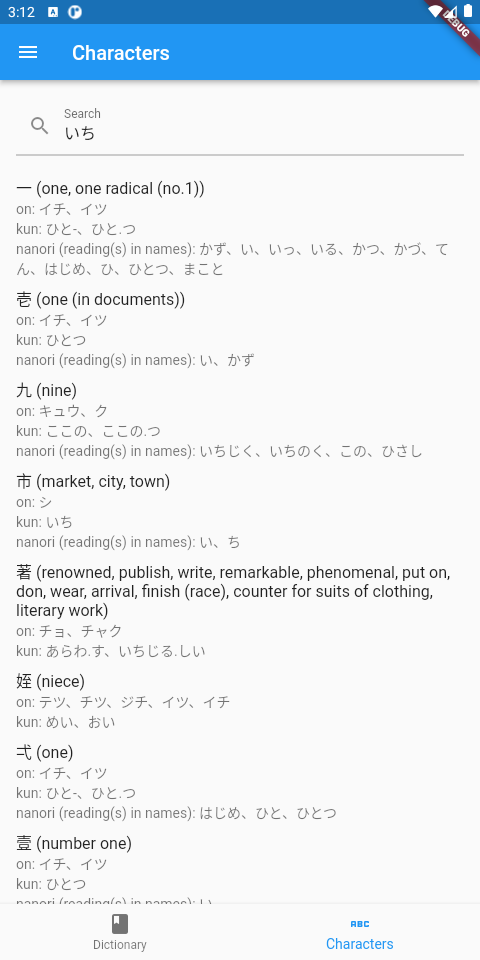 3:12
DEBUG
Characters
Search
いち
一 (one, one radical (no.1))
on: イチ、イツ
kun: ひと-、ひと.つ
nanori (reading(s) in names): かず、い、いっ、いる、かつ、かづ、て
ん、はじめ、ひ、ひとつ、まこと
壱 (one (in documents))
on: イチ、イツ
kun: ひとつ
nanori (reading(s) in names): い、かず
九 (nine)
on: キュウ、ク
kun: ここの、ここの.つ
nanori (reading(s) in names): いちじく、いちのく、この、ひさし
市 (market, city, town)
on: シ
kun: いち
nanori (reading(s) in names): い、ち
著 (renowned, publish, write, remarkable, phenomenal, put on,
don, wear, arrival, finish (race), counter for suits of clothing,
literary work)
on: チョ、チャク
kun: あらわ.す、いちじる.しい
姪 (niece)
on: テツ、チツ、ジチ、イツ、イチ
kun: めい、おい
弌 (one)
on: イチ、イツ
kun: ひと-、ひと.つ
nanori (reading(s) in names): はじめ、ひと、ひとつ
壹 (number one)
on: イチ、イツ
kun: ひとつ
nanori (reading(s) in names): い
ABC
Dictionary
Characters